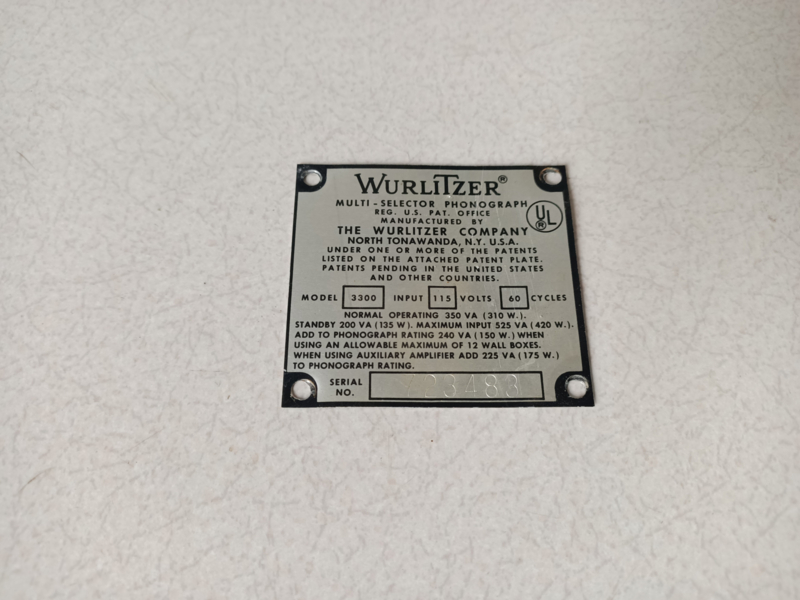 WURLITZER®
MULTI-SELECTOR PHONOGRAPH
REG. U.S. PAT. OFFICE
MANUFACTURED BY
THE WURLITZER COMPANY
NORTH TONAWANDA, N.Y. U.S.A.
UNDER ONE OR MORE OF THE PATENTS
LISTED ON THE ATTACHED PATENT PLATE.
PATENTS PENDING IN THE UNITED STATES
AND OTHER COUNTRIES.
UL®
MODEL 3300 INPUT 115 VOLTS 60 CYCLES
NORMAL OPERATING 350 VA (310 W.).
STANDBY 200 VA (135 W). MAXIMUM INPUT 525 VA (420 W.).
ADD TO PHONOGRAPH RATING 240 VA (150 W.) WHEN
USING AN ALLOWABLE MAXIMUM OF 12 WALL BOXES.
WHEN USING AUXILIARY AMPLIFIER ADD 225 VA (175 W.)
TO PHONOGRAPH RATING.
SERIAL
NO.